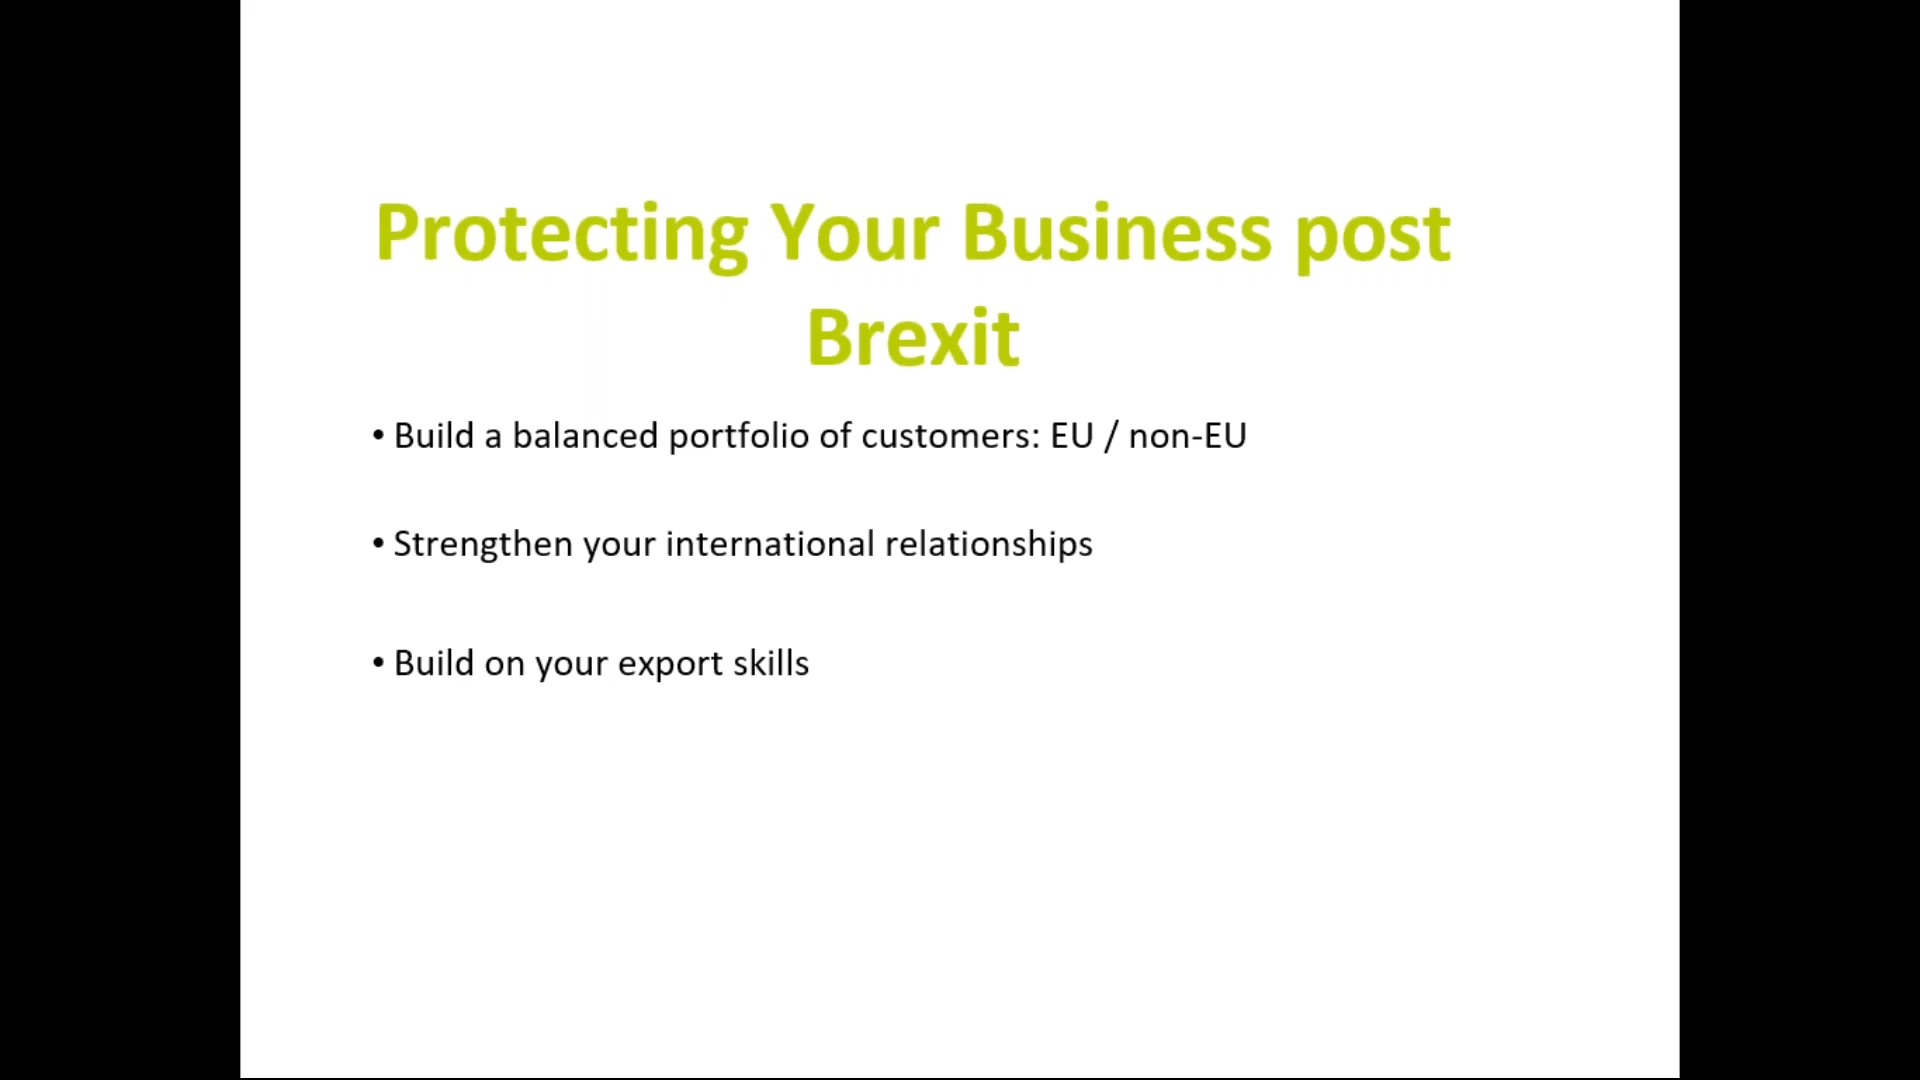 Protecting Your Business post
Brexit
• Build a balanced portfolio of customers: EU / non-EU
• Strengthen your international relationships
• Build on your export skills